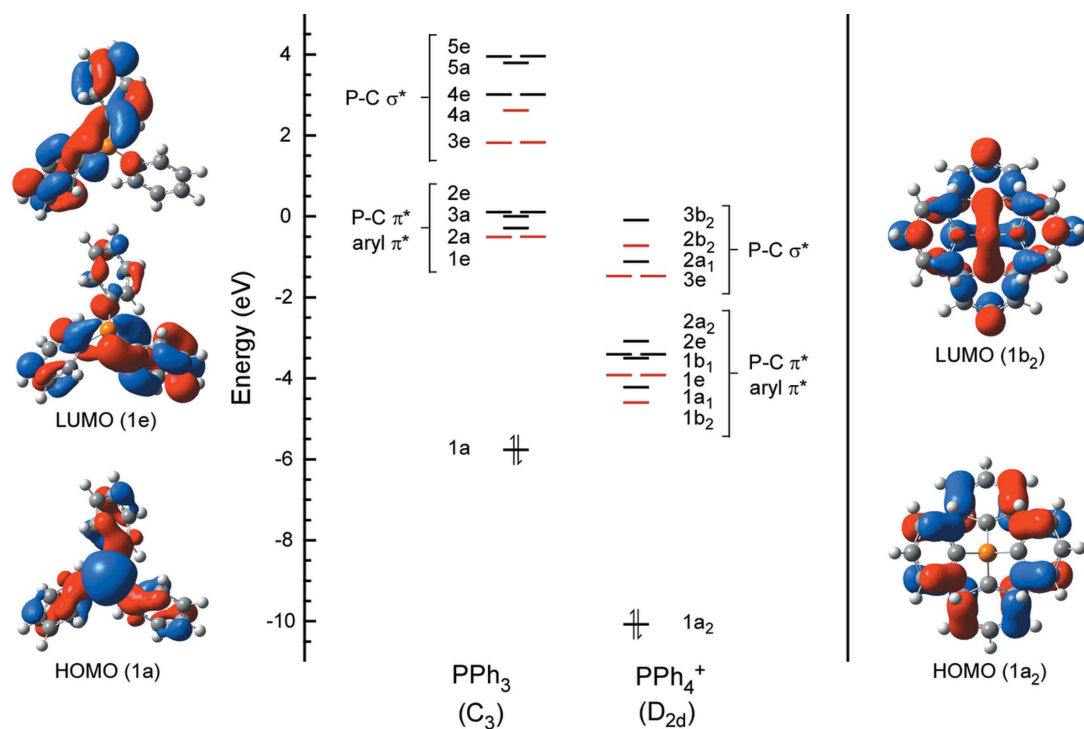 LUMO (1e)
HOMO (1a)
Energy (eV)
4
2
0
-2
-4
-6
-8
-10
P-C σ*
5e
5a
4e
4a
3e
P-C π*
aryl π*
2e
3a
2a
1e
1a
PPh₃
(C₃)
3b₂
2b₂
2a₁
3e
P-C σ*
2a₂
2e
1b₁
1e
1a₁
1b₂
P-C π*
aryl π*
1a₂
PPh₄⁺
(D₂d)
LUMO (1b₂)
HOMO (1a₂)